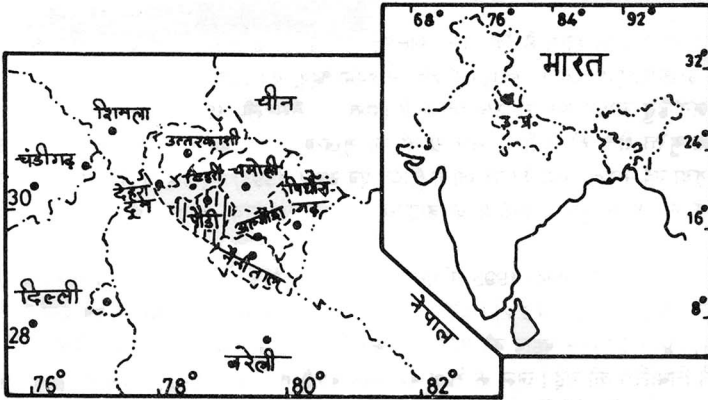 68° 76° 84° 92°
भारत
32°
उ॰प्र॰
24°
16°
8°
चीन
शिमला
उत्तरकाशी
चंडीगढ़
टिहरी
चमोली
देहरा
दून
पिथौरा
गढ़
30
पौड़ी
अल्मोड़ा
नैनीताल
दिल्ली
नेपाल
28
बरेली
76° 78 80 82°